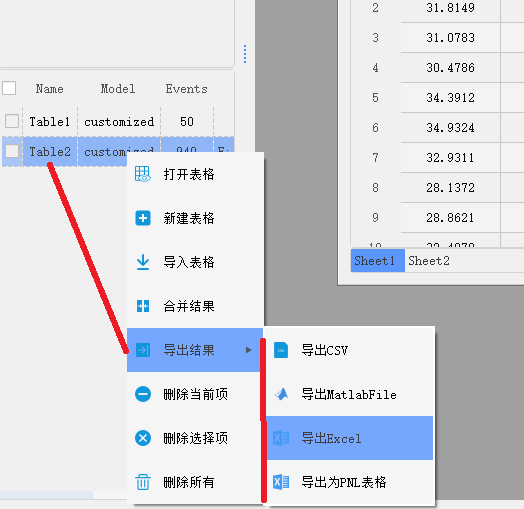 Name Model Events
Table1 customized 50
Table2 customized
打开表格
新建表格
导入表格
合并结果
导出结果
删除当前项
删除选择项
删除所有
导出CSV
导出MatlabFile
导出Excel
导出为PNL表格
2 31.8149
3 31.0783
4 30.4786
5 34.3912
6 34.9324
7 32.9311
8 28.1372
9 28.8621
Sheet1 Sheet2